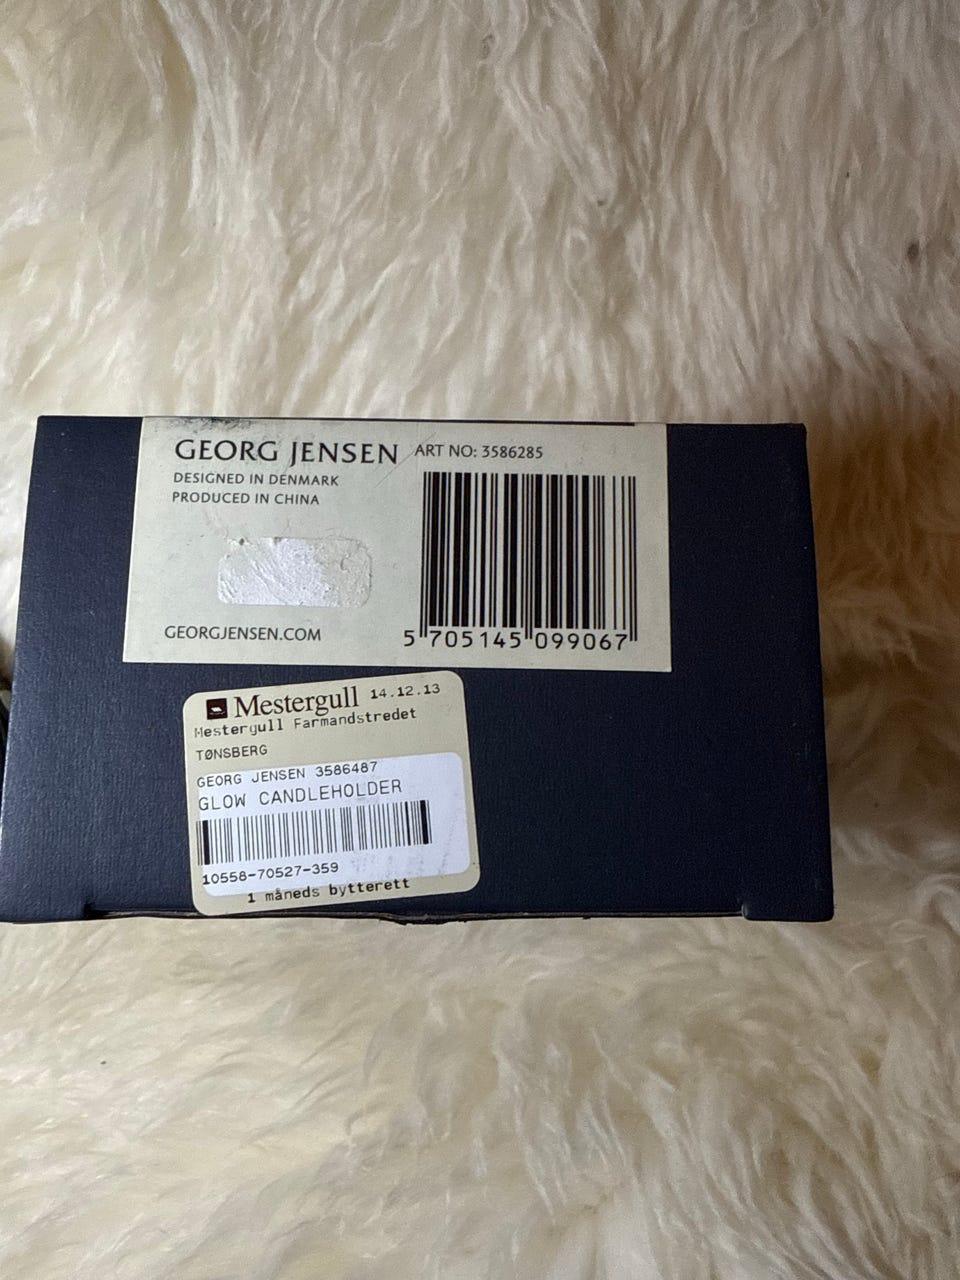 GEORG JENSEN ART NO: 3586285
DESIGNED IN DENMARK
PRODUCED IN CHINA
GEORGJENSEN.COM
5 705145 099067
Mestergull 14.12.13
Mestergull Farmandstredet
TØNSBERG
GEORG JENSEN 3586487
GLOW CANDLEHOLDER
10558-70527-359
1 måneds bytterett